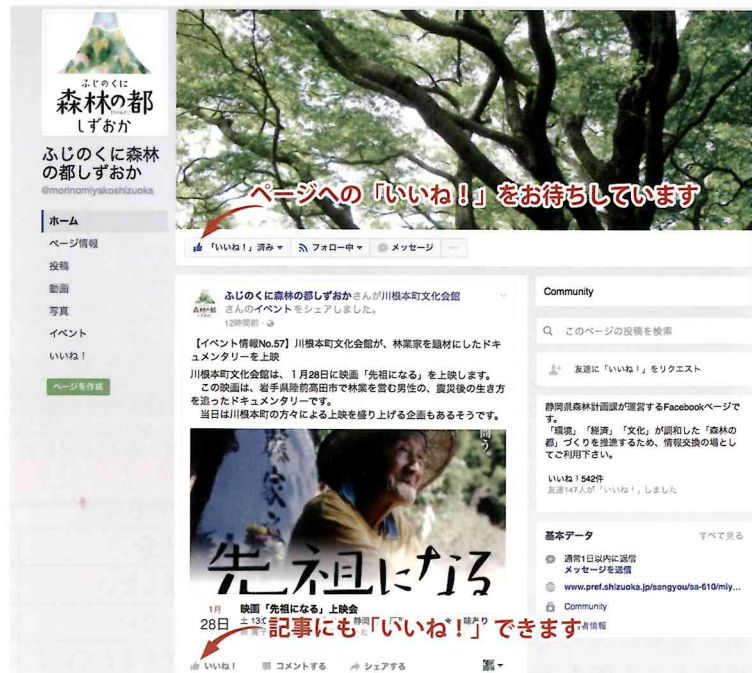 ふじのくに
森林の都
しずおか
ふじのくに森林
の都しずおか
@morinomiyakoshizuoka
ホーム
ページ情報
投稿
動画
写真
イベント
いいね！
ページを作成
ページへの「いいね！」をお待ちしています
「いいね！」済み
フォロー中
メッセージ
ふじのくに森林の都しずおかさんが川根本町文化会館
さんのイベントをシェアしました。
12時間前
【イベント情報No.57】川根本町文化会館が、林業家を題材にしたドキ
ュメンタリーを上映
川根本町文化会館は、1月28日に映画「先祖になる」を上映します。
この映画は、岩手県陸前高田市で林業を営む男性の、震災後の生き方
を追ったドキュメンタリーです。
当日は川根本町の方々による上映を盛り上げる企画もあるそうです。
先祖になる
1月
28日
映画「先祖になる」上映会
土 13:0
静岡
味あり
記事にも「いいね！」できます
いいね！
コメントする
シェアする
Community
このページの投稿を検索
友達に「いいね！」をリクエスト
静岡県森林計画課が運営するFacebookページで
す。
「環境」「経済」「文化」が調和した「森林の
都」づくりを推進するため、情報交換の場とし
てご利用下さい。
いいね！542件
友達147人が「いいね！」しました
基本データ
すべて見る
通常1日以内に返信
メッセージを送信
www.pref.shizuoka.jp/sangyou/sa-610/miy...
Community
者情報